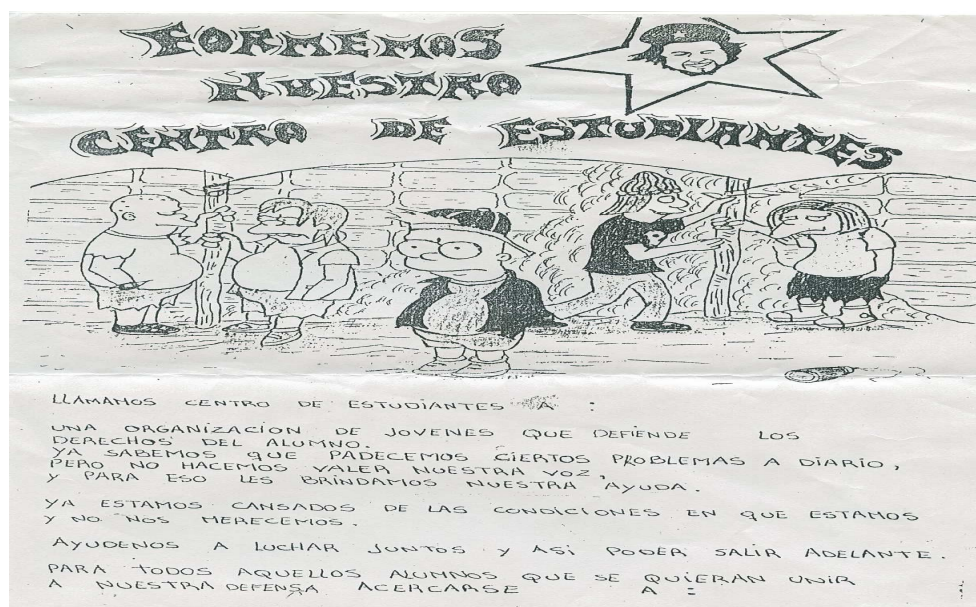 FORMEMOS
NUESTRO
CENTRO DE ESTUDIANTES
LLAMAMOS CENTRO DE ESTUDIANTES A :
UNA ORGANIZACION DE JOVENES QUE DEFIENDE LOS
DERECHOS DEL ALUMNO.
YA SABEMOS QUE PADECEMOS CIERTOS PROBLEMAS A DIARIO,
PERO NO HACEMOS VALER NUESTRA VOZ,
Y PARA ESO LES BRINDAMOS NUESTRA AYUDA.
YA ESTAMOS CANSADOS DE LAS CONDICIONES EN QUE ESTAMOS
Y NO NOS MERECEMOS.
AYUDENOS A LUCHAR JUNTOS Y ASI PODER SALIR ADELANTE.
PARA TODOS AQUELLOS ALUMNOS QUE SE QUIERAN UNIR
A NUESTRA DEFENSA ACERCARSE A :